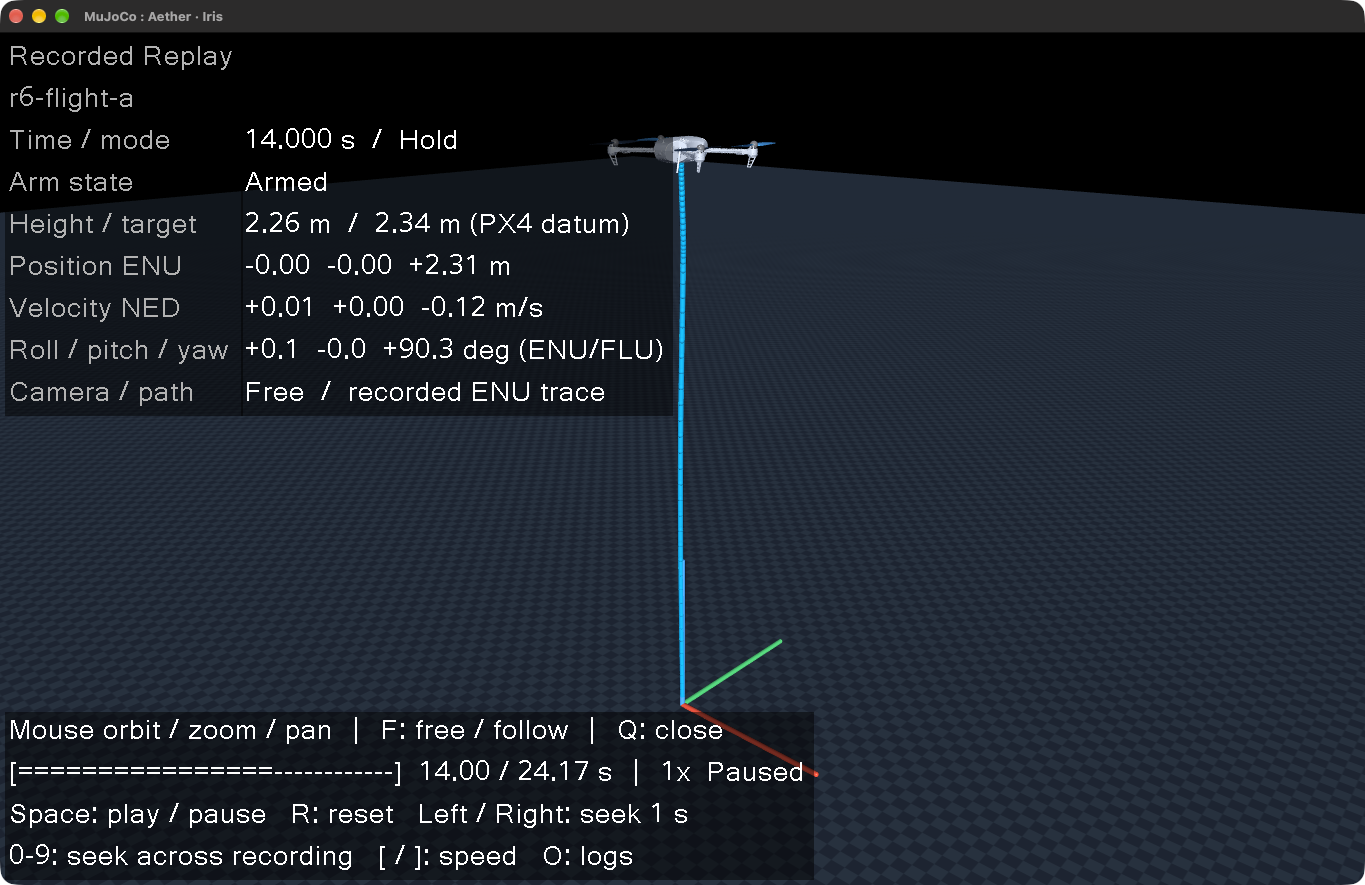 MuJoCo : Aether · Iris
Recorded Replay
r6-flight-a
Time / mode 14.000 s / Hold
Arm state Armed
Height / target 2.26 m / 2.34 m (PX4 datum)
Position ENU -0.00 -0.00 +2.31 m
Velocity NED +0.01 +0.00 -0.12 m/s
Roll / pitch / yaw +0.1 -0.0 +90.3 deg (ENU/FLU)
Camera / path Free / recorded ENU trace
Mouse orbit / zoom / pan | F: free / follow | Q: close
[================------------] 14.00 / 24.17 s | 1x Paused
Space: play / pause R: reset Left / Right: seek 1 s
0-9: seek across recording [ / ]: speed O: logs